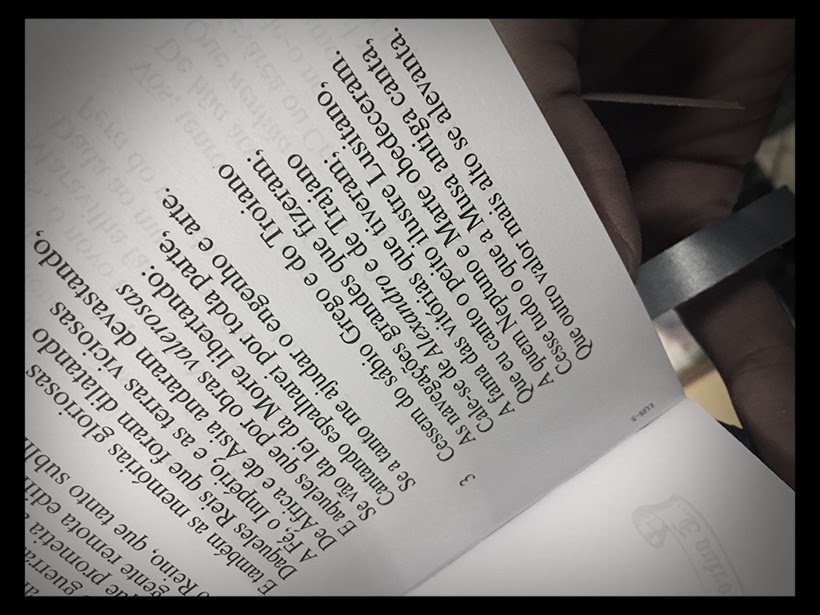 que prometia a
gente remota
Reino, que tanto
E também as memórias gloriosas
Daqueles Reis que foram dilatando
A Fé, o Império, e as terras viciosas
De África e de Ásia andaram devastando,
E aqueles que por obras valerosas
Se vão da lei da Morte libertando:
Cantando espalharei por toda parte,
Se a tanto me ajudar o engenho e arte.
3
Cessem do sábio Grego e do Troiano
As navegações grandes que fizeram;
Cale-se de Alexandro e de Trajano
A fama das vitórias que tiveram;
Que eu canto o peito ilustre Lusitano,
A quem Neptuno e Marte obedeceram.
Cesse tudo o que a Musa antiga canta,
Que outro valor mais alto se alevanta.
LUS-5